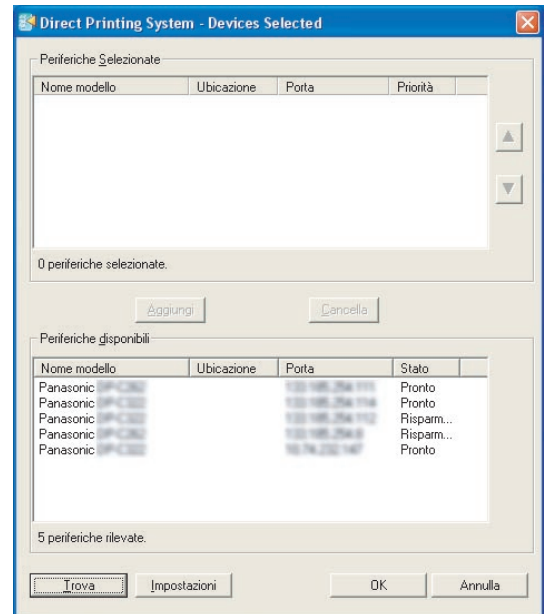 Direct Printing System - Devices Selected
Periferiche Selezionate
Nome modello Ubicazione Porta Priorità
0 periferiche selezionate.
Aggiungi Cancella
Periferiche disponibili
Nome modello Ubicazione Porta Stato
Panasonic Pronto
Panasonic Pronto
Panasonic Risparm...
Panasonic Risparm...
Panasonic Pronto
5 periferiche rilevate.
Trova Impostazioni OK Annulla